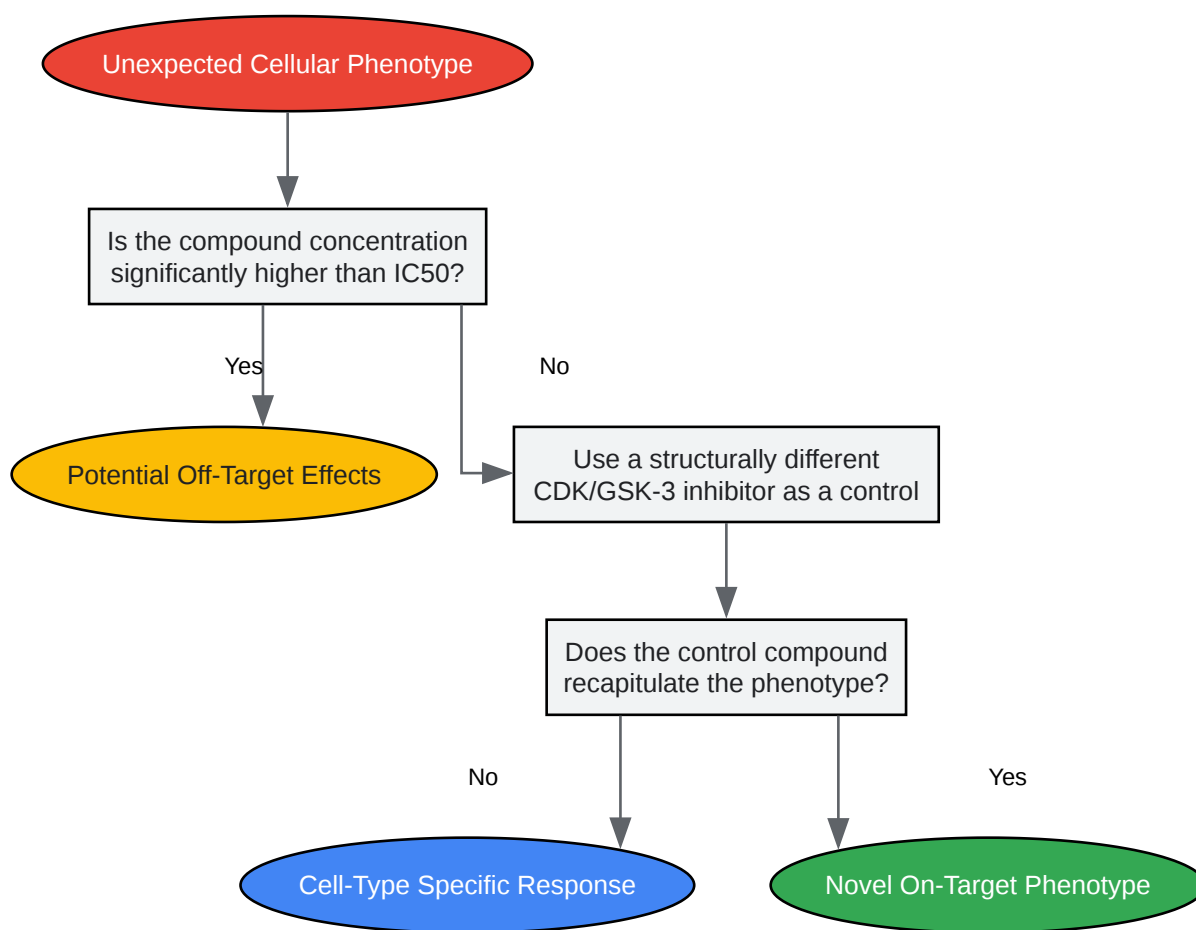 Unexpected Cellular Phenotype
Is the compound concentration
significantly higher than IC50?
Yes
No
Potential Off-Target Effects
Use a structurally different
CDK/GSK-3 inhibitor as a control
Does the control compound
recapitulate the phenotype?
No
Yes
Cell-Type Specific Response
Novel On-Target Phenotype